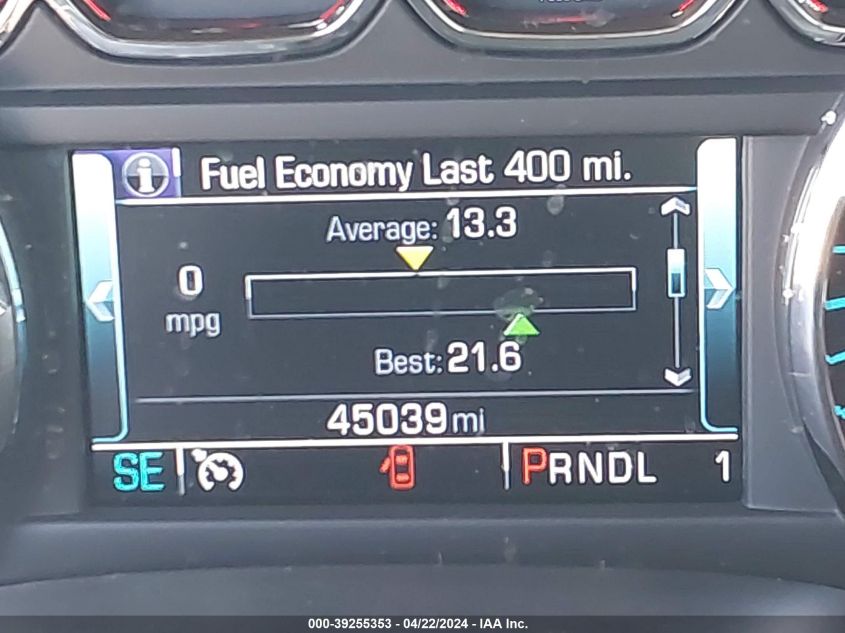 Fuel Economy Last 400 mi.
Average: 13.3
0
mpg
Best: 21.6
45039 mi
SE PRNDL 1
000-39255353 - 04/22/2024 - IAA Inc.